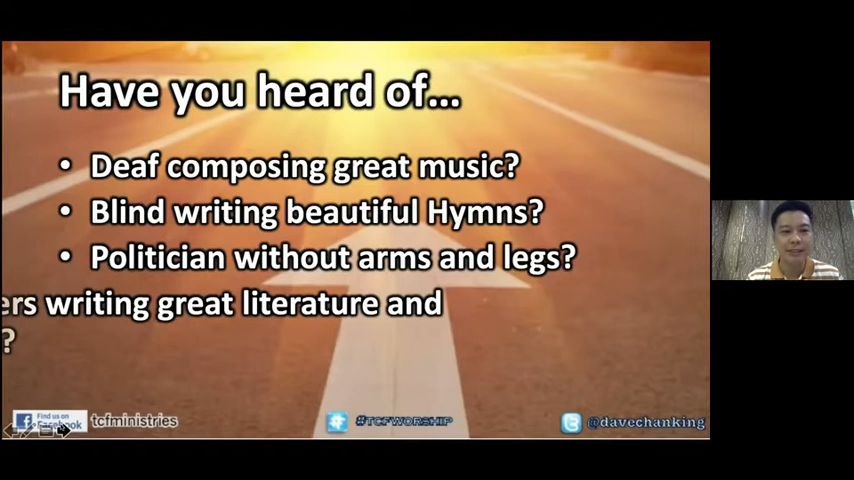 Have you heard of...
• Deaf composing great music?
• Blind writing beautiful Hymns?
• Politician without arms and legs?
ers writing great literature and
?
Find us on
Facebook
tcfministries
#TCFWORSHIP
@davechanking